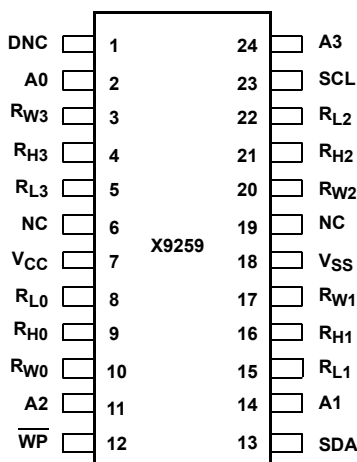 DNC 1 24 A3
A0 2 23 SCL
RW3 3 22 RL2
RH3 4 21 RH2
RL3 5 20 RW2
NC 6 19 NC
X9259
VCC 7 18 VSS
RL0 8 17 RW1
RH0 9 16 RH1
RW0 10 15 RL1
A2 11 14 A1
WP 12 13 SDA